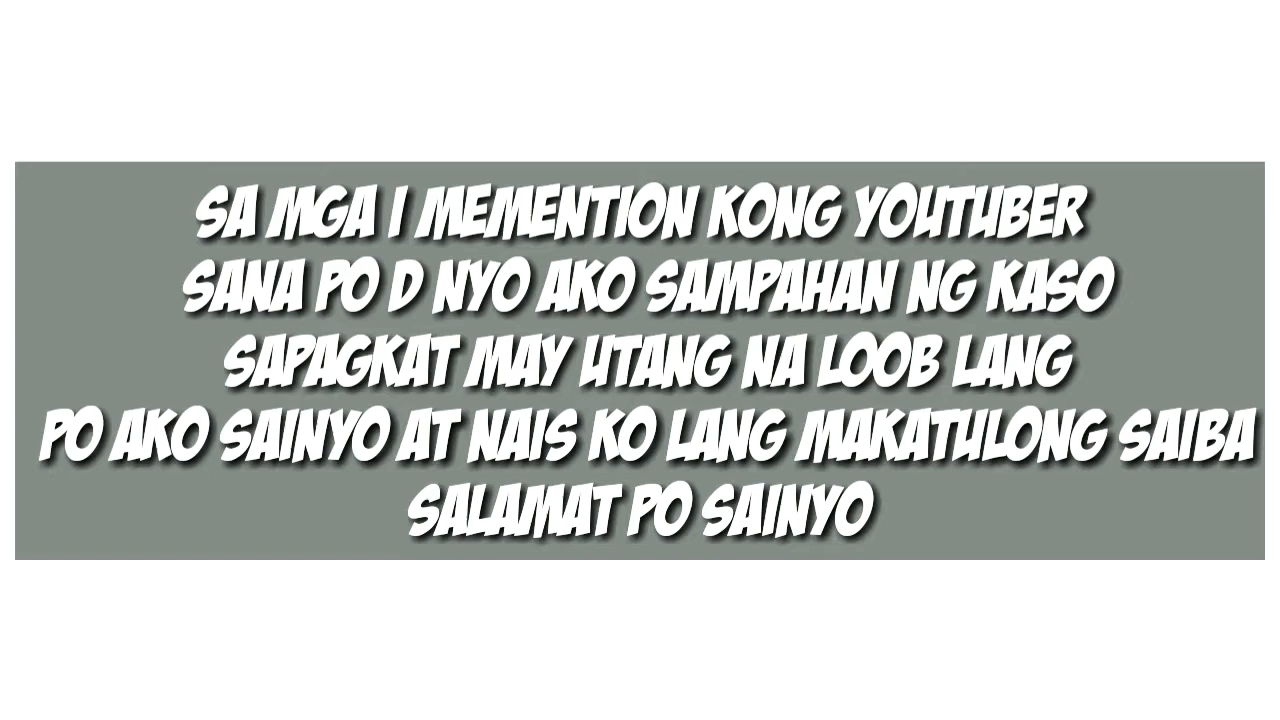 SA MGA I MEMENTION KONG YOUTUBER
SANA PO D NYO AKO SAMPAHAN NG KASO
SAPAGKAT MAY UTANG NA LOOB LANG
PO AKO SAINYO AT NAIS KO LANG MAKATULONG SAIBA
SALAMAT PO SAINYO